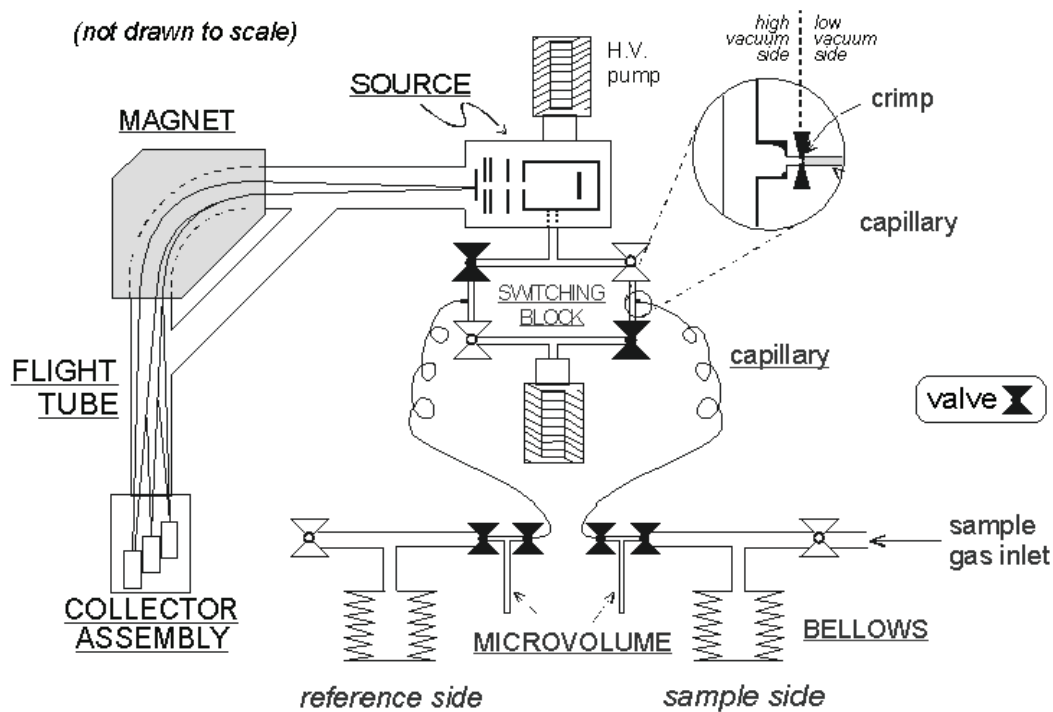 (not drawn to scale)
H.V.
pump
high
vacuum
side
low
vacuum
side
SOURCE
crimp
MAGNET
capillary
SWITCHING
BLOCK
capillary
FLIGHT
TUBE
valve
sample
gas inlet
COLLECTOR
ASSEMBLY
MICROVOLUME
BELLOWS
reference side
sample side